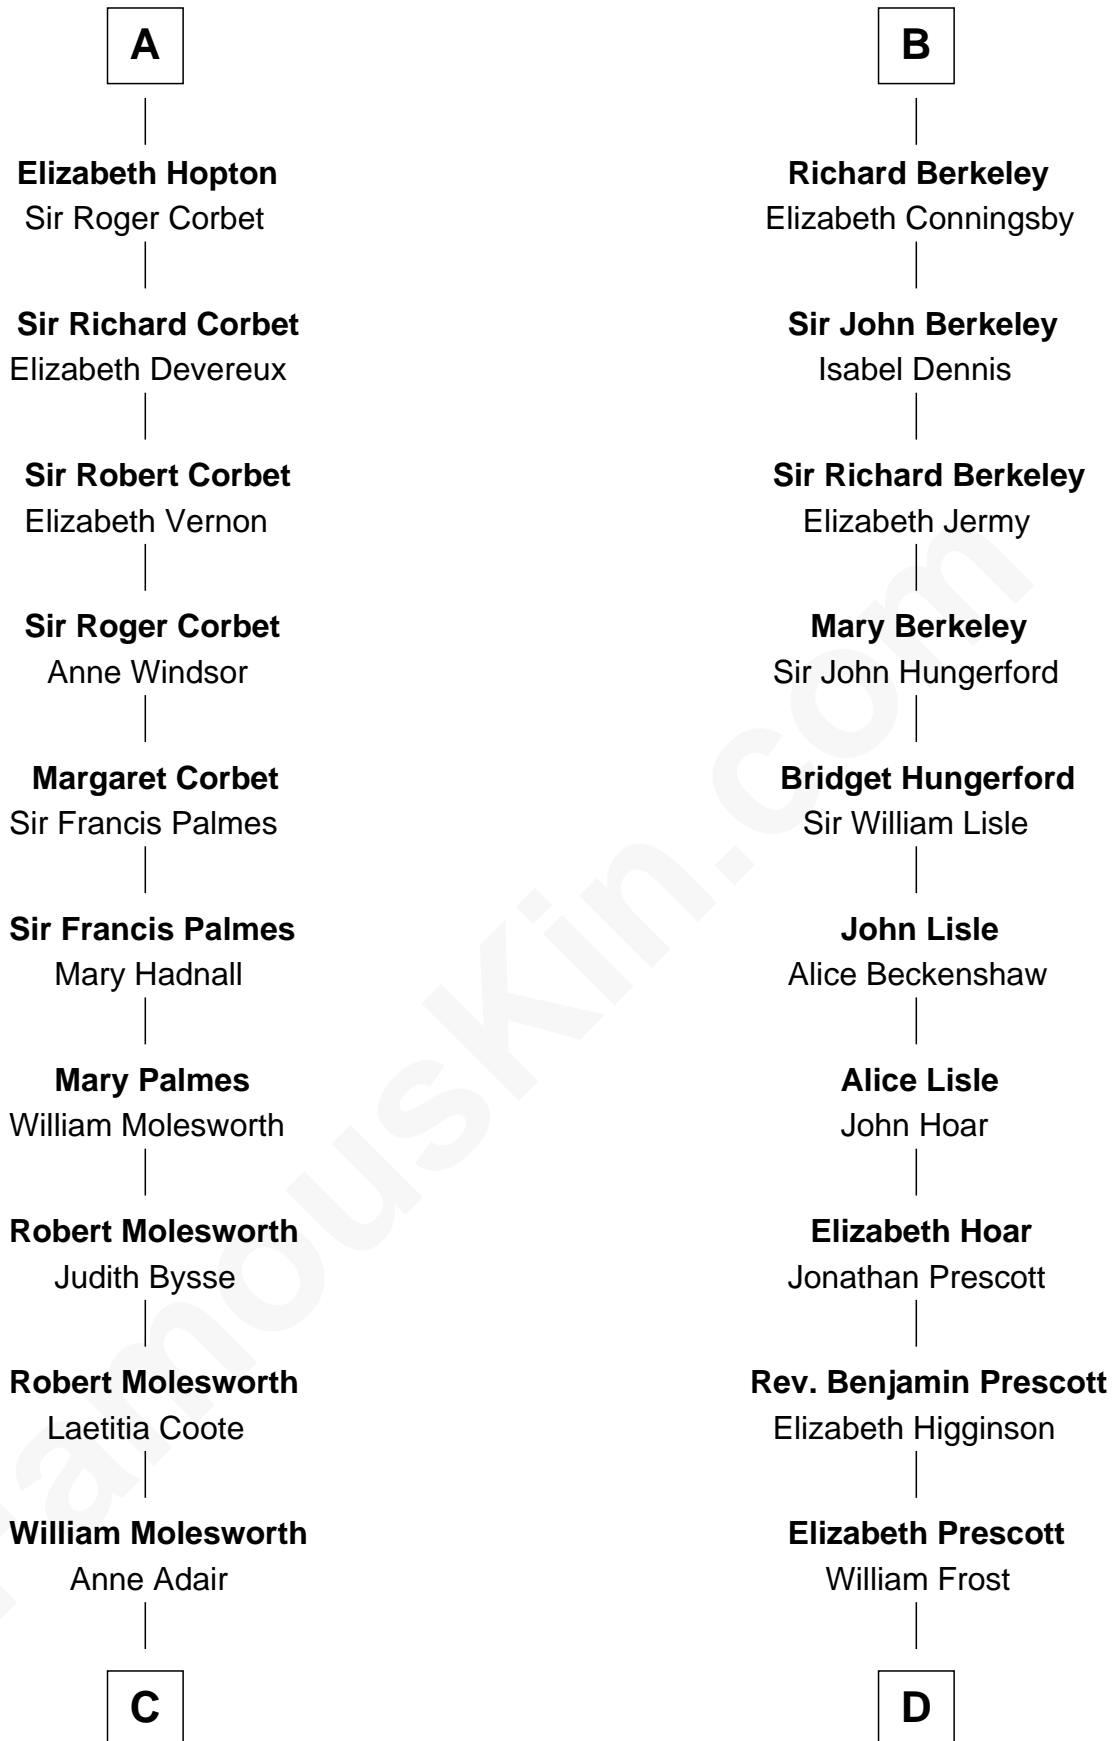 A
Elizabeth Hopton
Sir Roger Corbet
Sir Richard Corbet
Elizabeth Devereux
Sir Robert Corbet
Elizabeth Vernon
Sir Roger Corbet
Anne Windsor
Margaret Corbet
Sir Francis Palmes
Sir Francis Palmes
Mary Hadnall
Mary Palmes
William Molesworth
Robert Molesworth
Judith Bysse
Robert Molesworth
Laetitia Coote
William Molesworth
Anne Adair
C
B
Richard Berkeley
Elizabeth Conningsby
Sir John Berkeley
Isabel Dennis
Sir Richard Berkeley
Elizabeth Jermy
Mary Berkeley
Sir John Hungerford
Bridget Hungerford
Sir William Lisle
John Lisle
Alice Beckenshaw
Alice Lisle
John Hoar
Elizabeth Hoar
Jonathan Prescott
Rev. Benjamin Prescott
Elizabeth Higginson
Elizabeth Prescott
William Frost
D
FamousKin.com